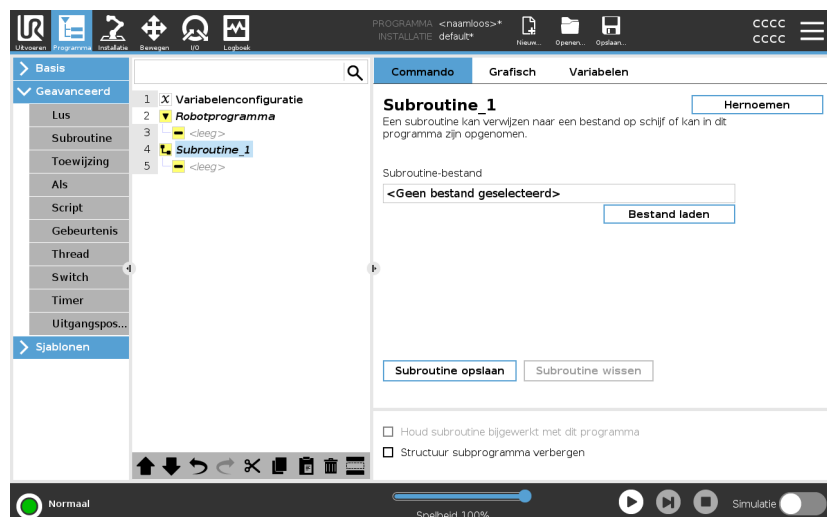 PROGRAMMA <naamloos>*
INSTALLATIE default*
CCCC
CCCC
Uitvoeren Programma Installatie Bewegen I/O Logboek Nieuw... Openen... Opslaan...
Basis
Geavanceerd
Lus
Subroutine
Toewijzing
Als
Script
Gebeurtenis
Thread
Switch
Timer
Uitgangspos...
Sjablonen
1 X Variabelenconfiguratie
2 Robotprogramma
3 <leeg>
4 Subroutine_1
5 <leeg>
Commando Grafisch Variabelen
Subroutine_1
Hernoemen
Een subroutine kan verwijzen naar een bestand op schijf of kan in dit
programma zijn opgenomen.
Subroutine-bestand
<Geen bestand geselecteerd>
Bestand laden
Subroutine opslaan Subroutine wissen
Houd subroutine bijgewerkt met dit programma
Structuur subprogramma verbergen
Normaal
Snelheid 100%
Simulatie